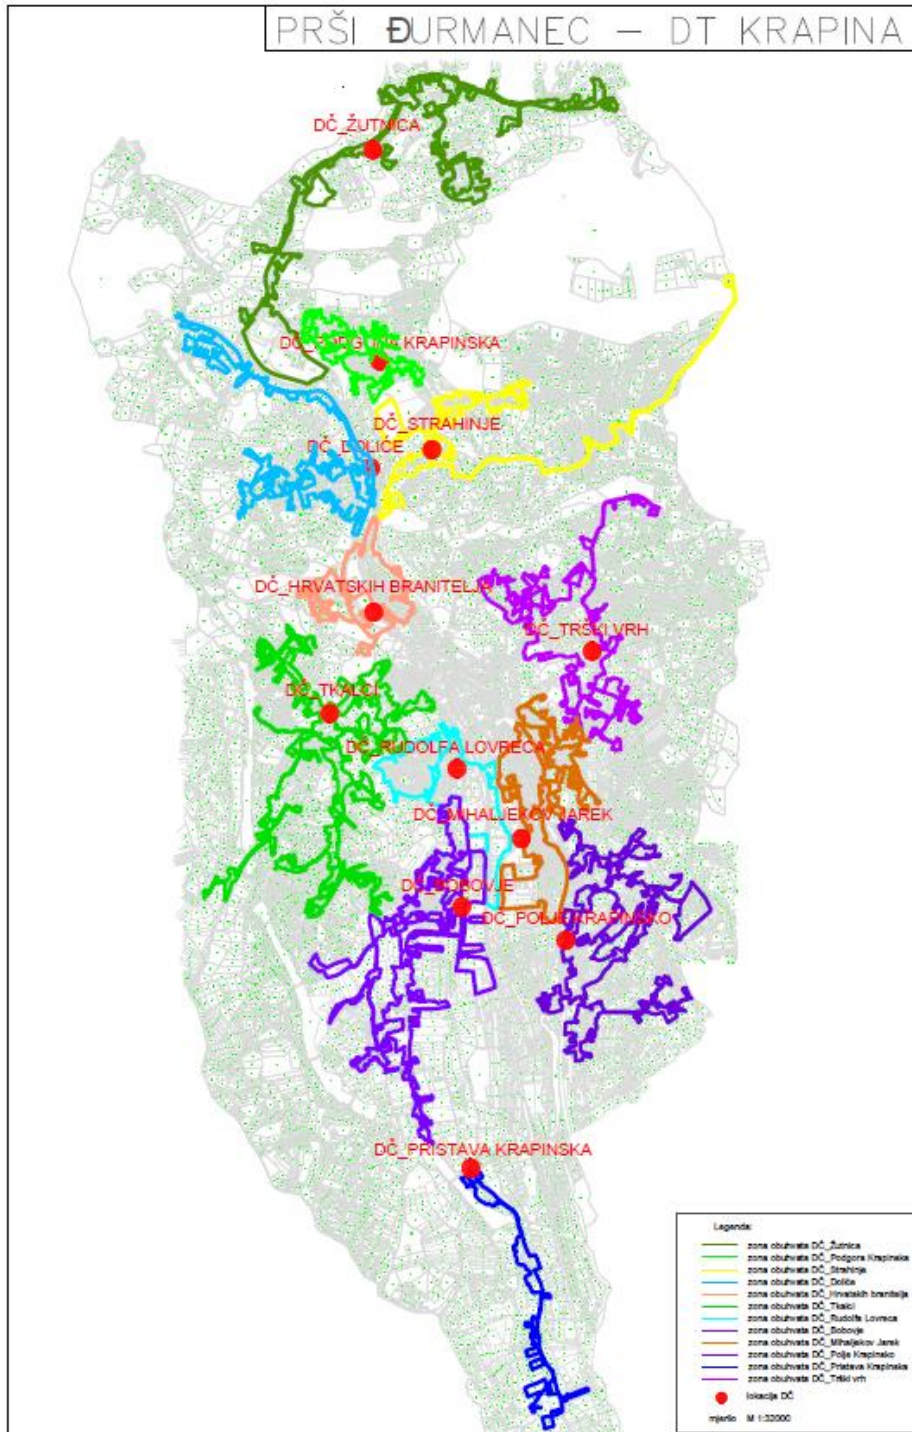 PRŠI ĐURMANEC – DT KRAPINA
DČ_ŽUTNICA
DČ_PODGORA KRAPINSKA
DČ_STRAHINJE
DČ_DOLIĆE
DČ_HRVATSKIH BRANITELJA
DČ_TRŠKI VRH
DČ_TKALCI
DČ_RUDOLFA LOVRECA
DČ_MIHALJEKOV JAREK
DČ_BOBOVJE
DČ_POLJE KRAPINSKO
DČ_PRISTAVA KRAPINSKA
Legenda:
zona obuhvata DČ_Žutnica
zona obuhvata DČ_Podgora Krapinska
zona obuhvata DČ_Strahinje
zona obuhvata DČ_Doliće
zona obuhvata DČ_Hrvatskih branitelja
zona obuhvata DČ_Tkalci
zona obuhvata DČ_Rudolfa Lovreca
zona obuhvata DČ_Bobovje
zona obuhvata DČ_Mihaljekov Jarek
zona obuhvata DČ_Polje Krapinsko
zona obuhvata DČ_Pristava Krapinska
zona obuhvata DČ_Trški vrh
lokacija DČ
mjerilo M 1:32000